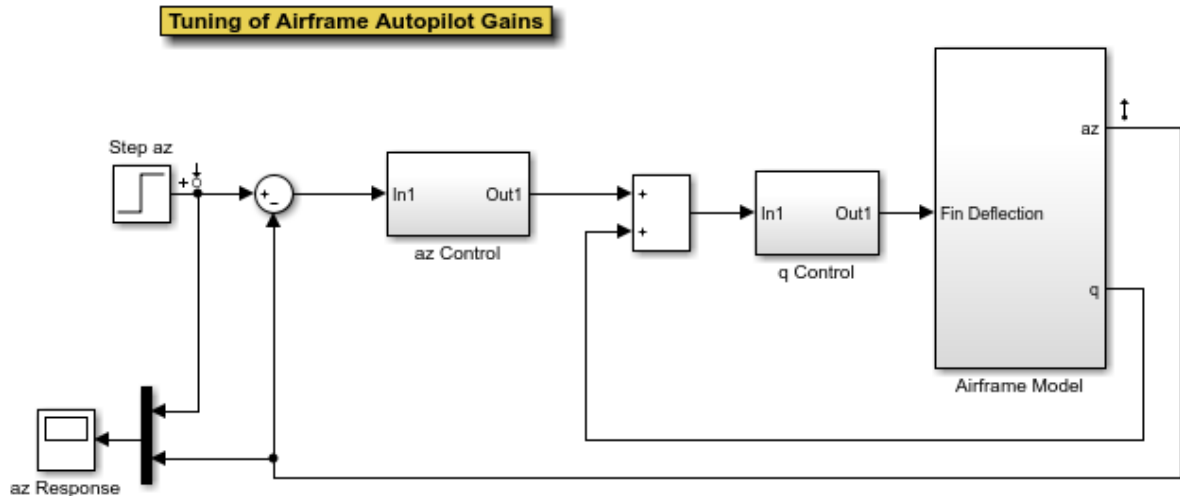 Tuning of Airframe Autopilot Gains
Step az
+
+
-
In1 Out1
az Control
+
+
In1 Out1
q Control
az
Fin Deflection
q
Airframe Model
az Response